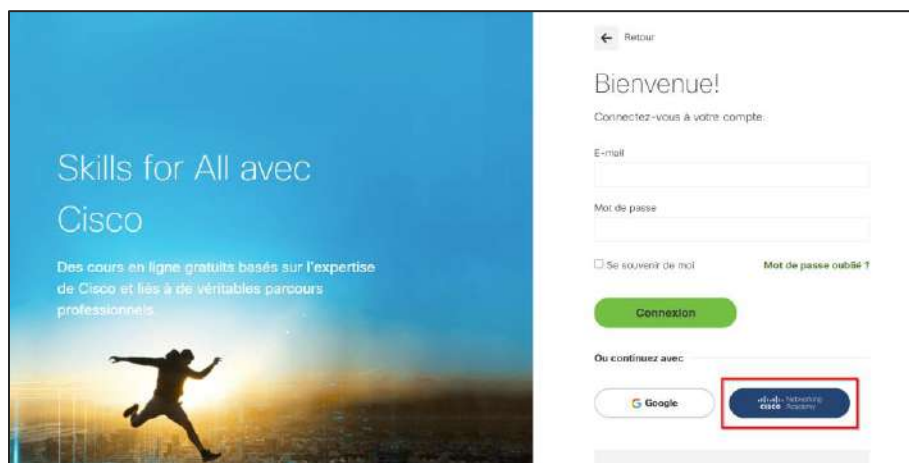 Retour
Bienvenue!
Connectez-vous à votre compte.
E-mail
Mot de passe
Se souvenir de moi
Mot de passe oublié ?
Connexion
Ou continuez avec
Google
cisco Networking Academy
Skills for All avec
Cisco
Des cours en ligne gratuits basés sur l'expertise
de Cisco et liés à de véritables parcours
professionnels.